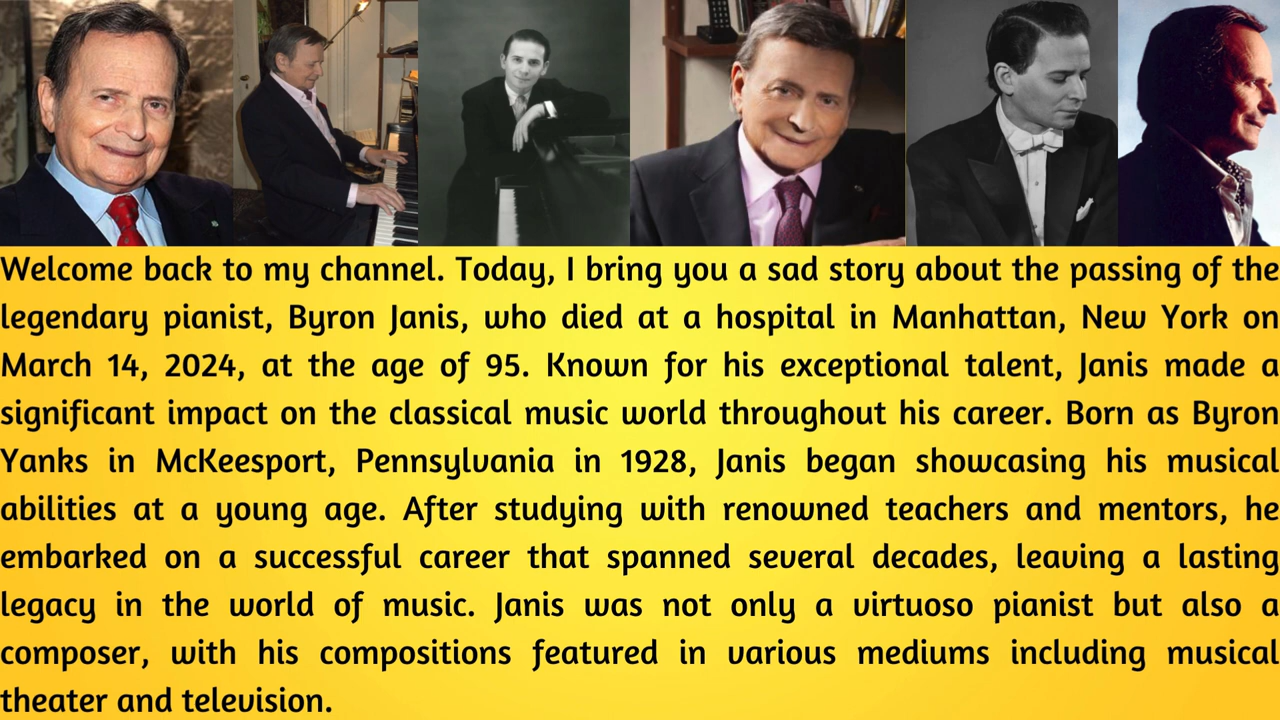 Welcome back to my channel. Today, I bring you a sad story about the passing of the
legendary pianist, Byron Janis, who died at a hospital in Manhattan, New York on
March 14, 2024, at the age of 95. Known for his exceptional talent, Janis made a
significant impact on the classical music world throughout his career. Born as Byron
Yanks in McKeesport, Pennsylvania in 1928, Janis began showcasing his musical
abilities at a young age. After studying with renowned teachers and mentors, he
embarked on a successful career that spanned several decades, leaving a lasting
legacy in the world of music. Janis was not only a virtuoso pianist but also a
composer, with his compositions featured in various mediums including musical
theater and television.